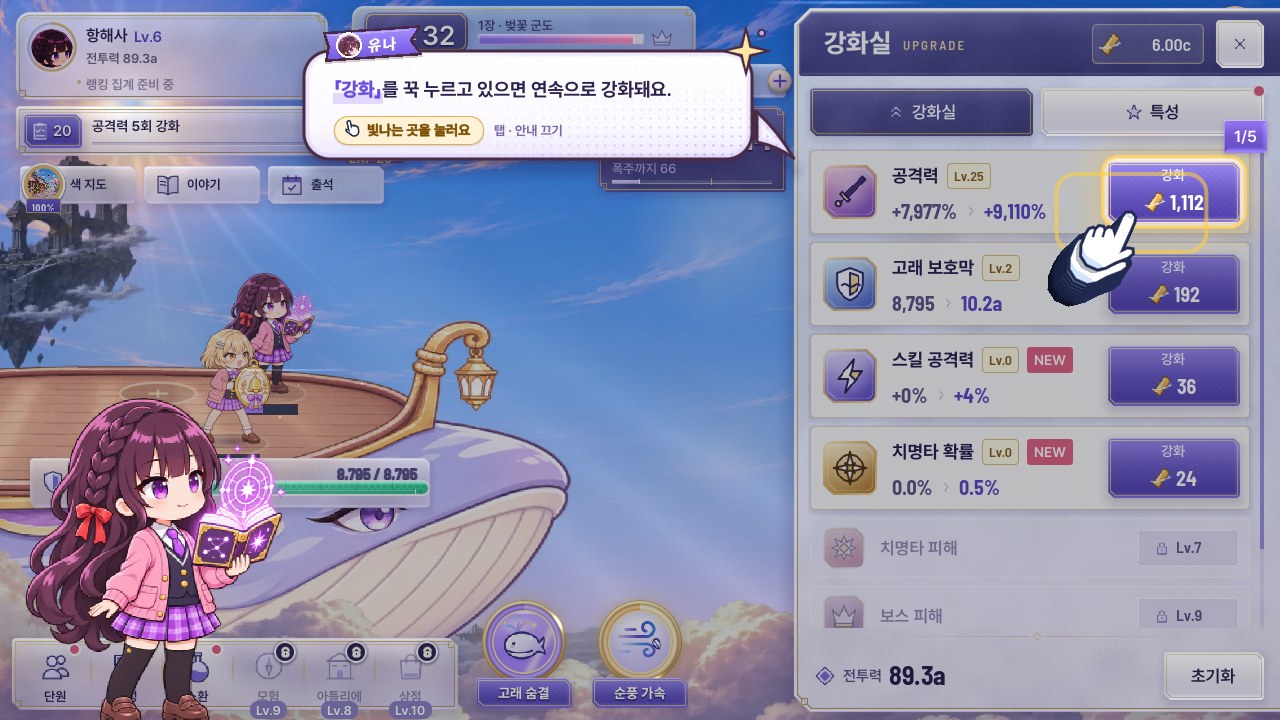 항해사 Lv.6
전투력 89.3a
랭킹 집계 준비 중
32
1장 · 벚꽃 군도
유나
『강화』를 꾹 누르고 있으면 연속으로 강화돼요.
빛나는 곳을 눌러요
탭 · 안내 끄기
20
공격력 5회 강화
폭주까지 66
색 지도
100%
이야기
출석
8,795 / 8,795
단원
모험
Lv.9
아틀리에
Lv.8
상점
Lv.10
고래 숨결
순풍 가속
강화실 UPGRADE
6.00c
강화실
특성
1/5
공격력 Lv.25
+7,977% › +9,110%
강화
1,112
고래 보호막 Lv.2
8,795 › 10.2a
강화
192
스킬 공격력 Lv.0 NEW
+0% › +4%
강화
36
치명타 확률 Lv.0 NEW
0.0% › 0.5%
강화
24
치명타 피해
Lv.7
보스 피해
Lv.9
전투력 89.3a
초기화